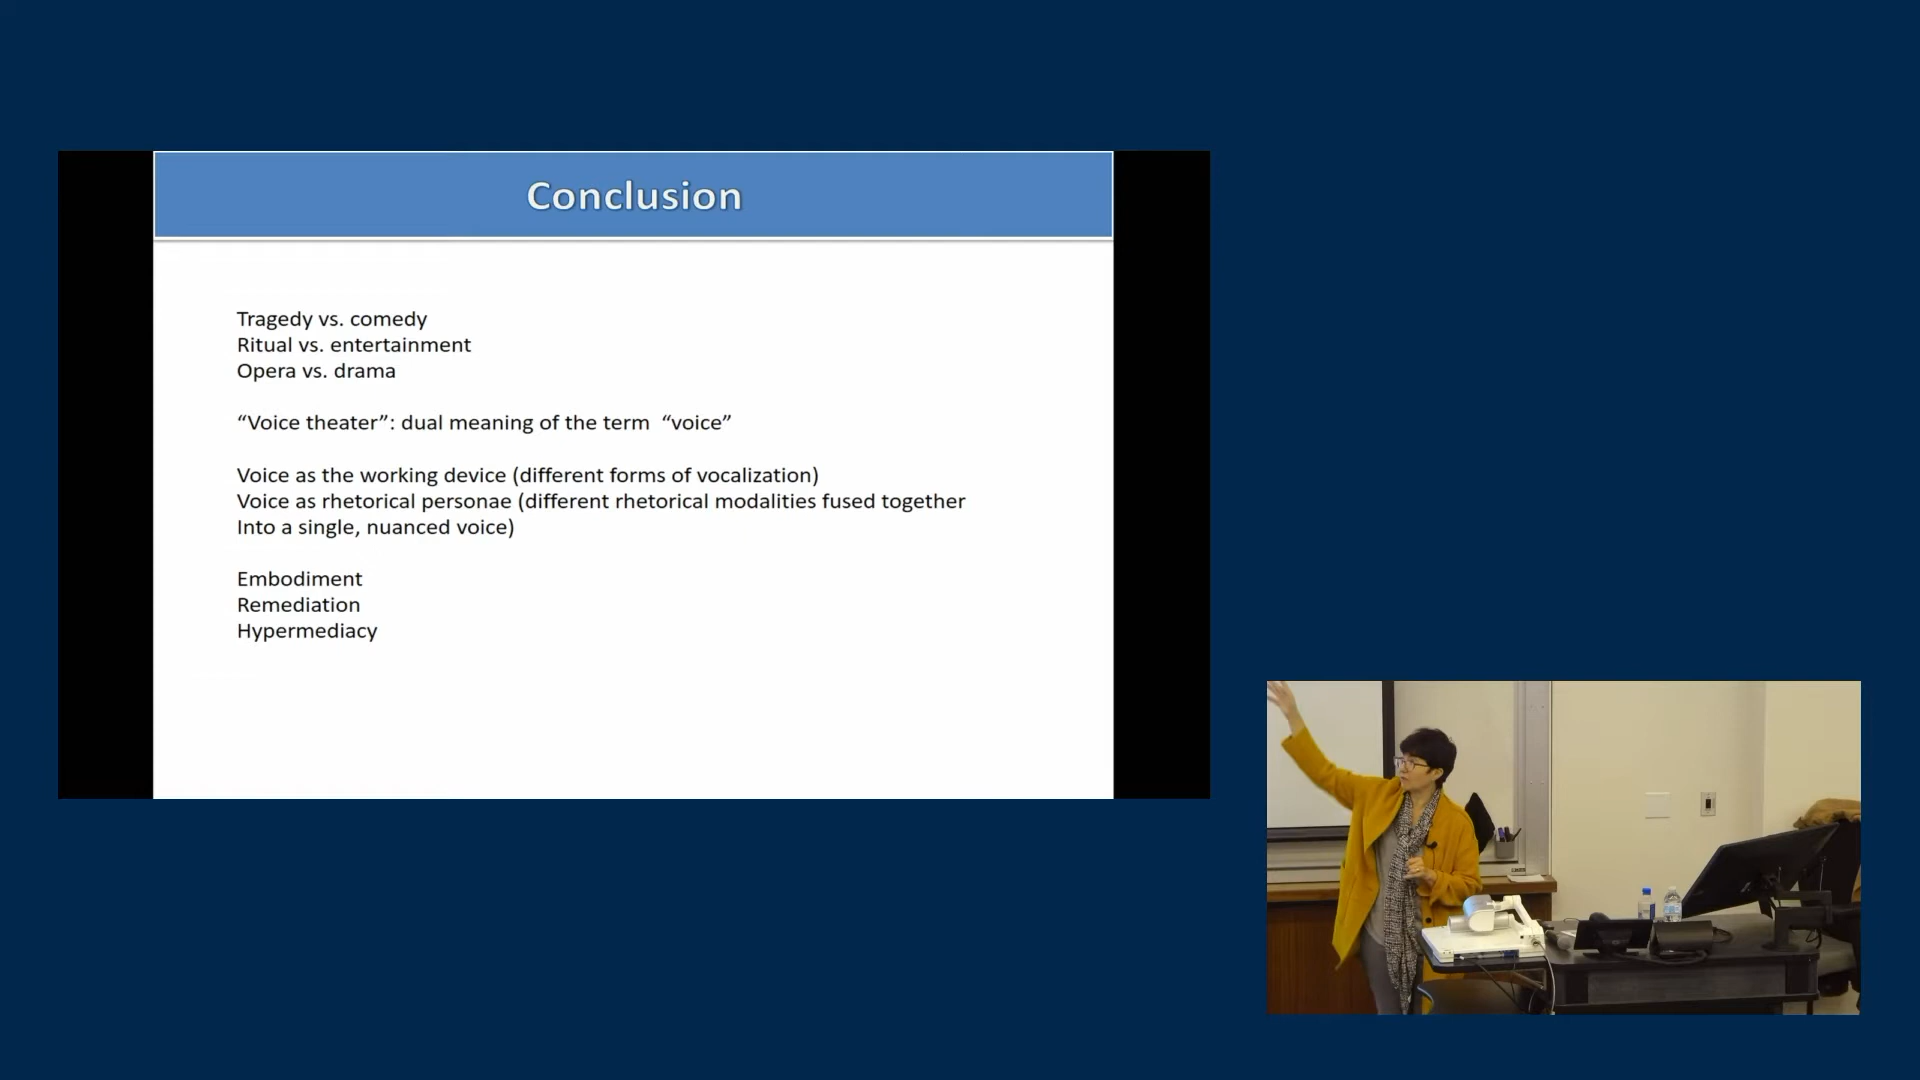 Conclusion
Tragedy vs. comedy
Ritual vs. entertainment
Opera vs. drama
“Voice theater”: dual meaning of the term  “voice”
Voice as the working device (different forms of vocalization)
Voice as rhetorical personae (different rhetorical modalities fused together
Into a single, nuanced voice)
Embodiment
Remediation
Hypermediacy